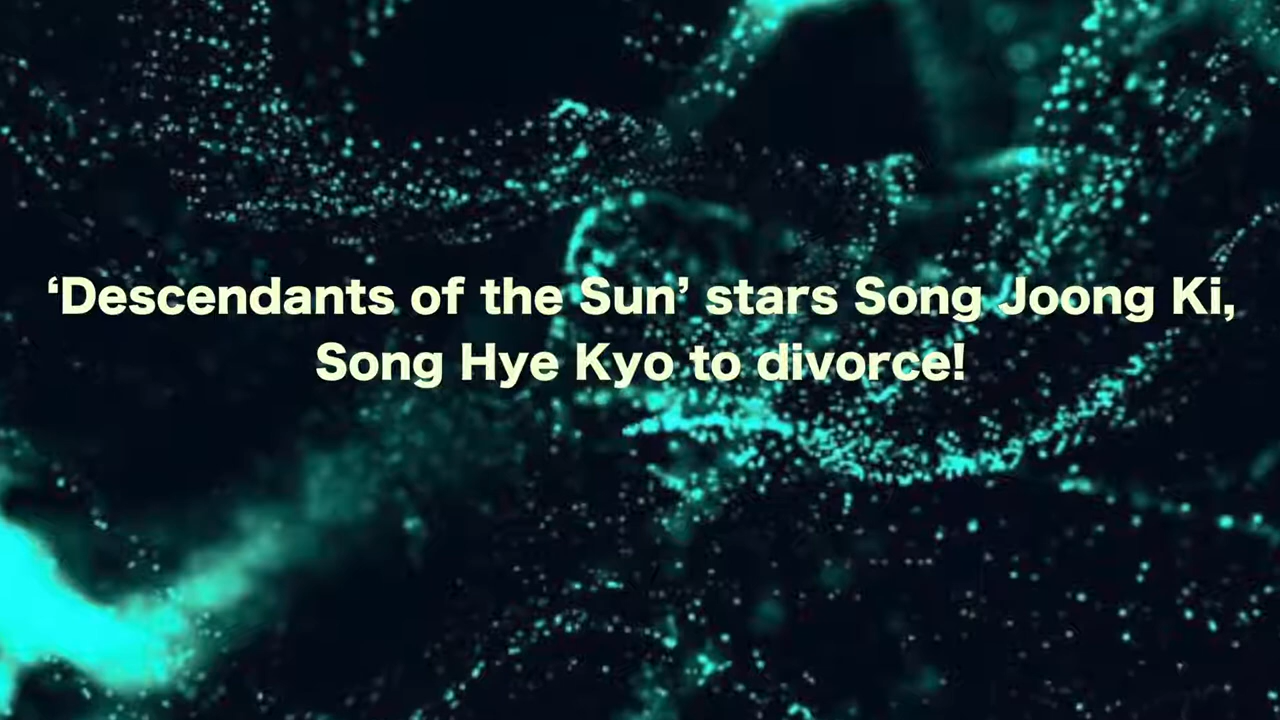 ‘Descendants of the Sun’ stars Song Joong Ki,
Song Hye Kyo to divorce!